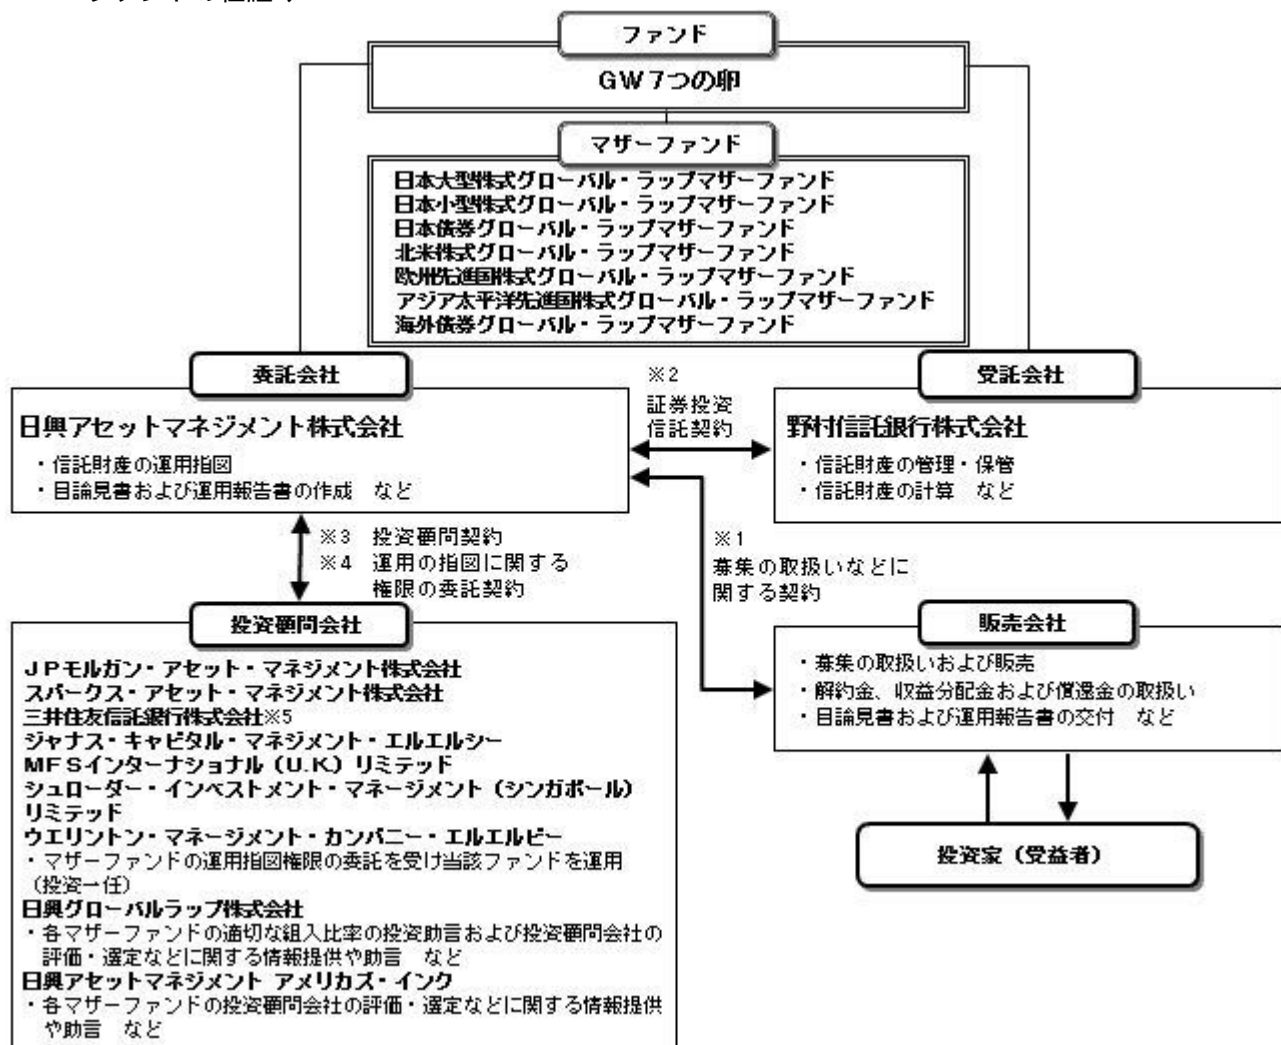 ファンドの仕組み
ファンド
GW7つの卵
マザーファンド
日本大型株式グローバル・ラップマザーファンド
日本小型株式グローバル・ラップマザーファンド
日本債券グローバル・ラップマザーファンド
北米株式グローバル・ラップマザーファンド
欧州先進国株式グローバル・ラップマザーファンド
アジア太平洋先進国株式グローバル・ラップマザーファンド
海外債券グローバル・ラップマザーファンド
委託会社
日興アセットマネジメント株式会社
・信託財産の運用指図
・目論見書および運用報告書の作成 など
※2
証券投資
信託契約
受託会社
野村信託銀行株式会社
・信託財産の管理・保管
・信託財産の計算 など
※3 投資顧問契約
※4 運用の指図に関する
権限の委託契約
※1
募集の取扱いなどに
関する契約
投資顧問会社
JPモルガン・アセット・マネジメント株式会社
スパークス・アセット・マネジメント株式会社
三井住友信託銀行株式会社※5
ジャナス・キャピタル・マネジメント・エルエルシー
MFSインターナショナル(U.K)リミテッド
シュローダー・インベストメント・マネージメント(シンガポール)
リミテッド
ウエリントン・マネージメント・カンパニー・エルエルピー
・マザーファンドの運用指図権限の委託を受け当該ファンドを運用
(投資一任)
日興グローバルラップ株式会社
・各マザーファンドの適切な組入比率の投資助言および投資顧問会社の
評価・選定などに関する情報提供や助言 など
日興アセットマネジメント アメリカズ・インク
・各マザーファンドの投資顧問会社の評価・選定などに関する情報提供
や助言 など
販売会社
・募集の取扱いおよび販売
・解約金、収益分配金および償還金の取扱い
・目論見書および運用報告書の交付 など
投資家(受益者)